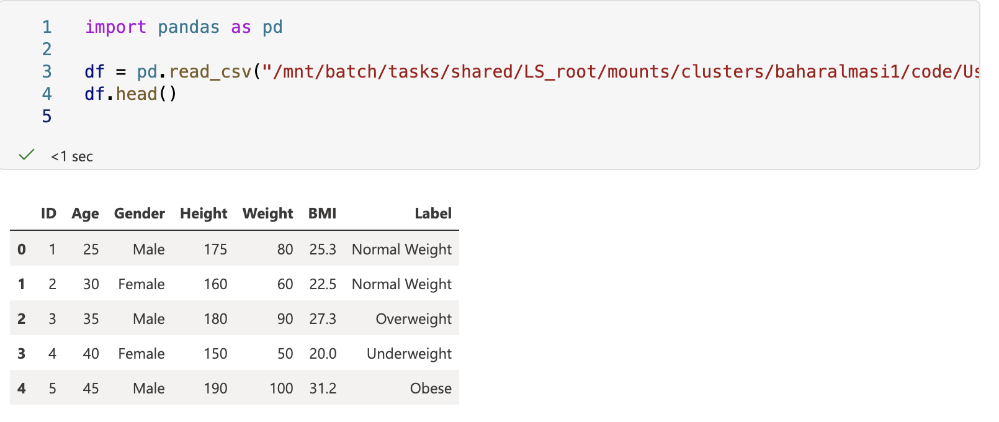 1 import pandas as pd
2
3 df = pd.read_csv("/mnt/batch/tasks/shared/LS_root/mounts/clusters/baharalmasi1/code/Us
4 df.head()
5
<1 sec
ID Age Gender Height Weight BMI Label
0 1 25 Male 175 80 25.3 Normal Weight
1 2 30 Female 160 60 22.5 Normal Weight
2 3 35 Male 180 90 27.3 Overweight
3 4 40 Female 150 50 20.0 Underweight
4 5 45 Male 190 100 31.2 Obese